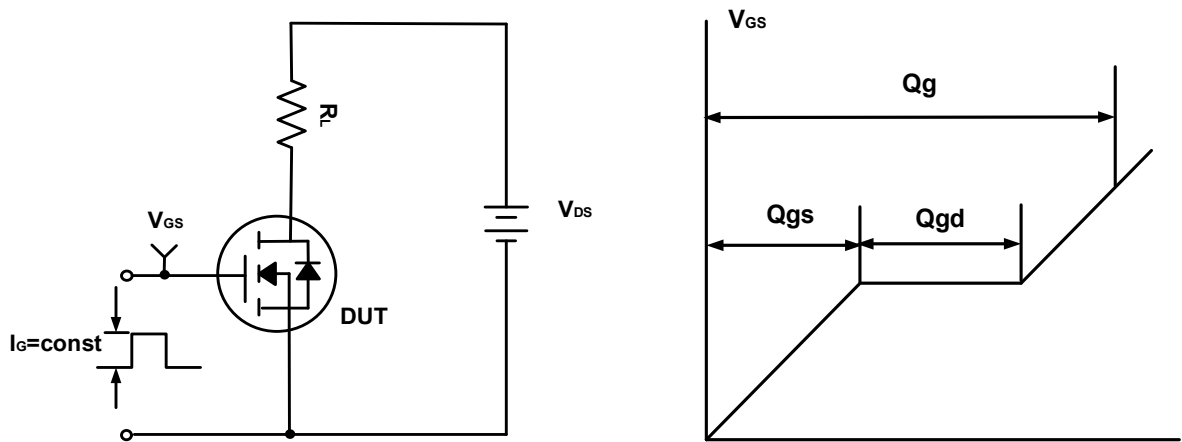 RL
VGS
VDS
DUT
IG=const
VGS
Qg
Qgs
Qgd